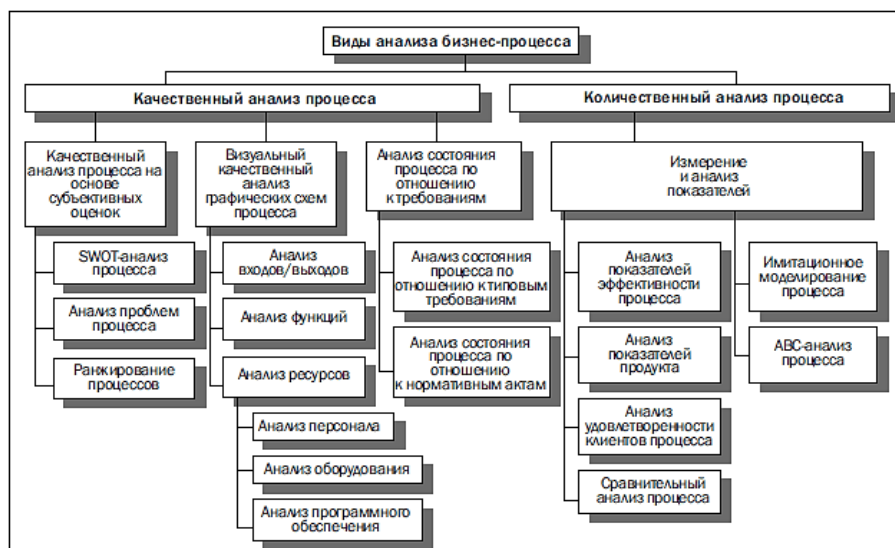 Виды анализа бизнес-процесса
Качественный анализ процесса
Количественный анализ процесса
Качественный
анализ процесса на
основе
субъективных
оценок
SWOT-анализ
процесса
Анализ проблем
процесса
Ранжирование
процессов
Визуальный
качественный
анализ
графических схем
процесса
Анализ
входов/выходов
Анализ функций
Анализ ресурсов
Анализ персонала
Анализ оборудования
Анализ программного
обеспечения
Анализ состояния
процесса по
отношению
к требованиям
Анализ состояния
процесса по
отношению к типовым
требованиям
Анализ состояния
процесса по
отношению
к нормативным актам
Измерение
и анализ
показателей
Анализ
показателей
эффективности
процесса
Анализ
показателей
продукта
Анализ
удовлетворенности
клиентов процесса
Сравнительный
анализ процесса
Имитационное
моделирование
процесса
ABC-анализ
процесса